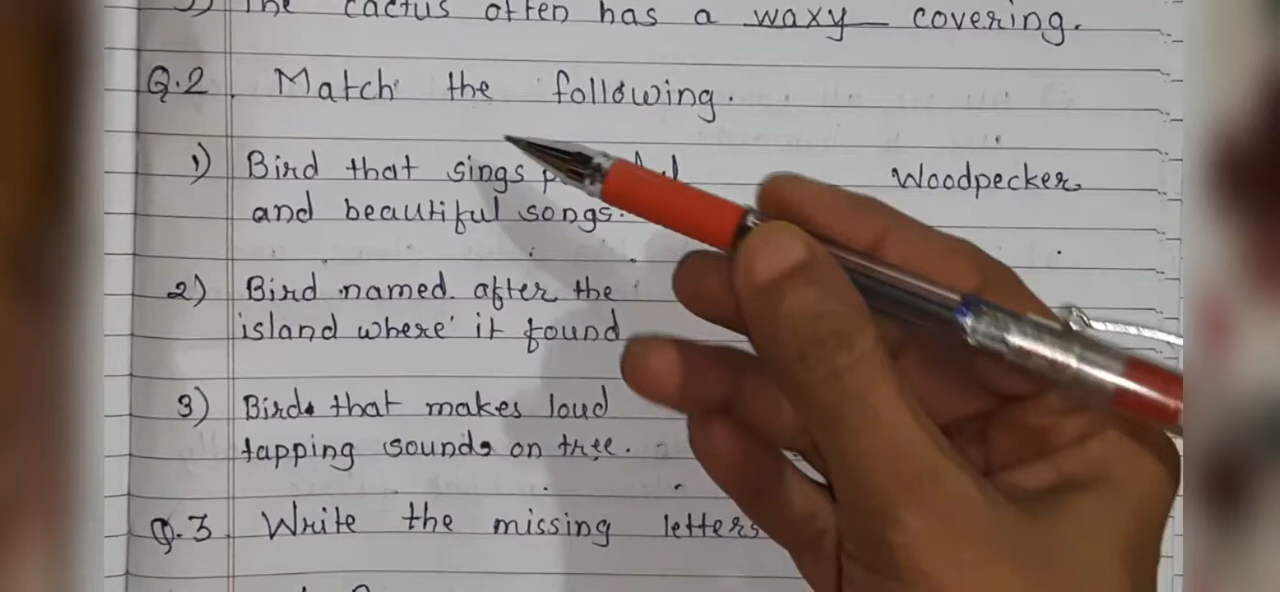 The cactus often has a waxy covering.
Q.2. Match the following.
1) Bird that sings Woodpecker.
and beautiful songs.
2) Bird named after the
island where it found
3) Bird that makes loud
tapping sounds on tree.
Q.3. Write the missing letters